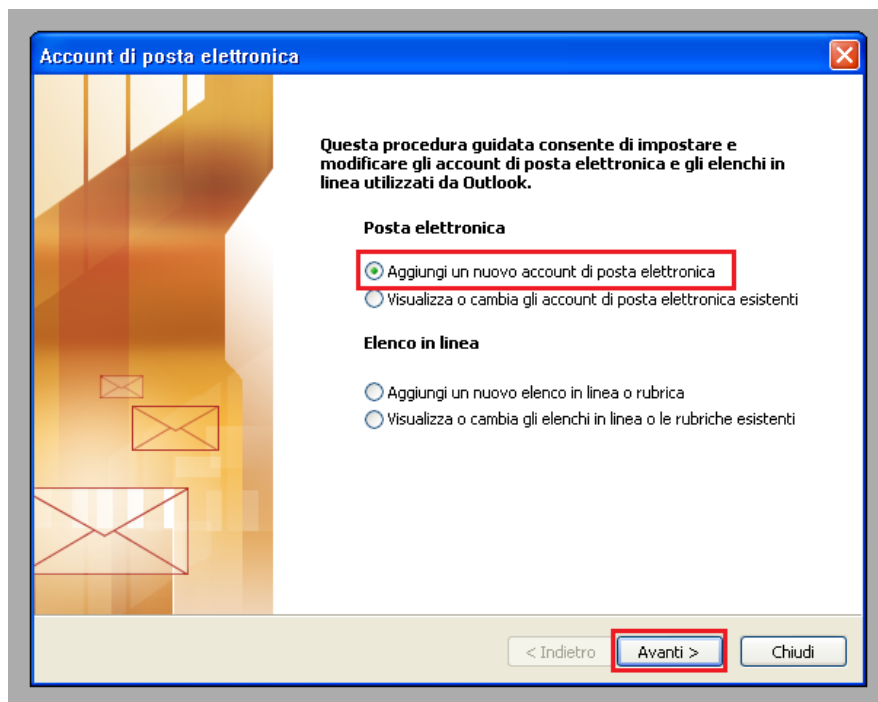 Account di posta elettronica
Questa procedura guidata consente di impostare e
modificare gli account di posta elettronica e gli elenchi in
linea utilizzati da Outlook.
Posta elettronica
Aggiungi un nuovo account di posta elettronica
Visualizza o cambia gli account di posta elettronica esistenti
Elenco in linea
Aggiungi un nuovo elenco in linea o rubrica
Visualizza o cambia gli elenchi in linea o le rubriche esistenti
< Indietro
Avanti >
Chiudi